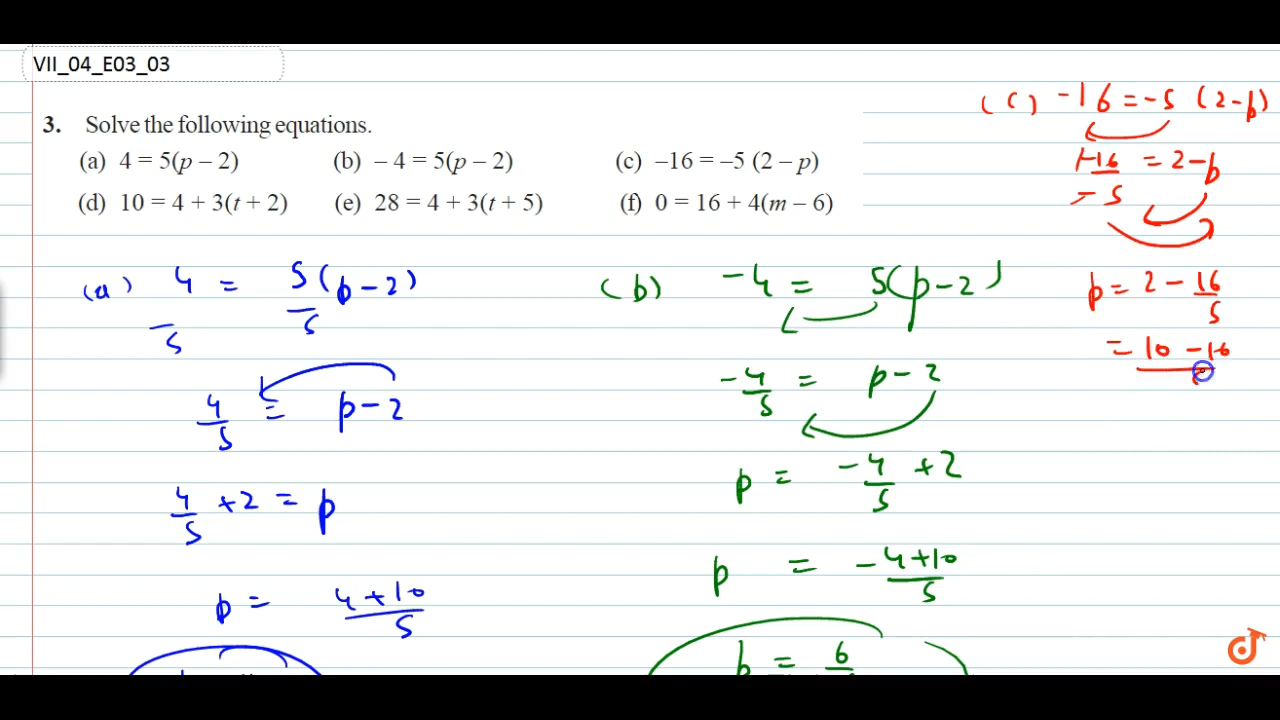 VII_04_E03_03
3. Solve the following equations.
(a) 4 = 5(p – 2) (b) – 4 = 5(p – 2) (c) –16 = –5 (2 – p)
(d) 10 = 4 + 3(t + 2) (e) 28 = 4 + 3(t + 5) (f) 0 = 16 + 4(m – 6)
(a) 4/5 = 5(p-2)/5
4/5 = p-2
4/5 +2 = p
p = 4+10/5
(b) -4 = 5(p-2)
-4/5 = p-2
p = -4/5 +2
p = -4+10/5
p = 6
(c) -16 = -5 (2-p)
-16/-5 = 2-p
p = 2 - 16/5
= 10 -16